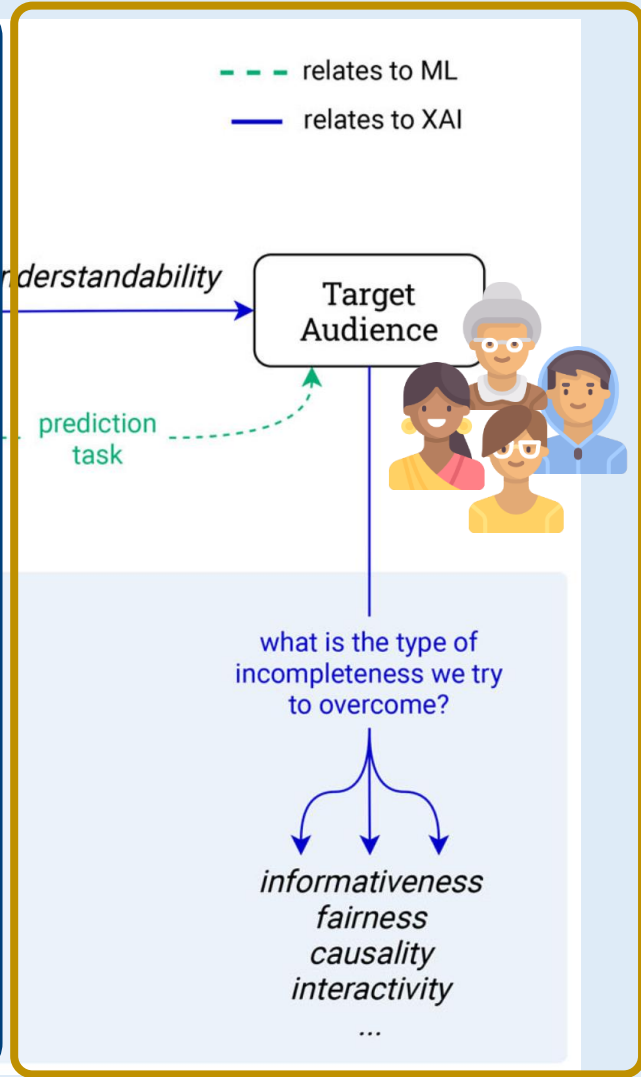 relates to ML
relates to XAI
nderstandability
Target
Audience
prediction
task
what is the type of
incompleteness we try
to overcome?
informativeness
fairness
causality
interactivity
...